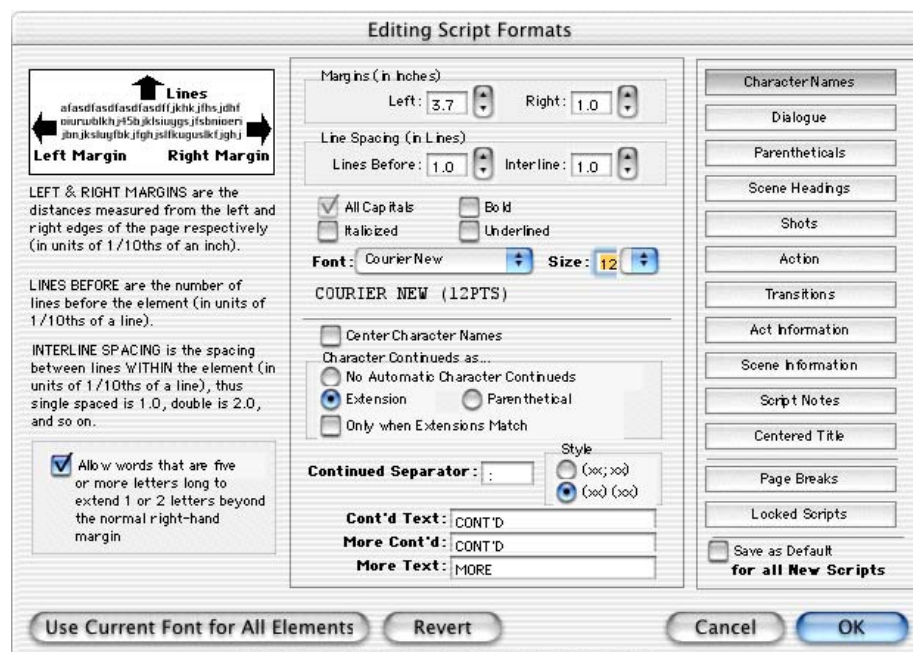 Editing Script Formats
Lines
afasdfasdfasdfasdffjkhkjfhsjdhf
Left Margin Right Margin
LEFT & RIGHT MARGINS are the
distances measured from the left and
right edges of the page respectively
(in units of 1/10ths of an inch).
LINES BEFORE are the number of
lines before the element (in units of
1/10ths of a line).
INTERLINE SPACING is the spacing
between lines WITHIN the element (in
units of 1/10ths of a line), thus
single spaced is 1.0, double is 2.0,
and so on.
Allow words that are five
or more letters long to
extend 1 or 2 letters beyond
the normal right-hand
margin
Margins (in Inches)
Left: 3.7 Right: 1.0
Line Spacing (in Lines)
Lines Before: 1.0 Interline: 1.0
All Capitals Bold
Italicized Underlined
Font: Courier New Size: 12
COURIER NEW (12PTS)
Center Character Names
Character Continueds as...
No Automatic Character Continueds
Extension Parenthetical
Only when Extensions Match
Style
Continued Separator: : (xx; xx)
(xx) (xx)
Cont'd Text: CONT'D
More Cont'd: CONT'D
More Text: MORE
Character Names
Dialogue
Parentheticals
Scene Headings
Shots
Action
Transitions
Act Information
Scene Information
Script Notes
Centered Title
Page Breaks
Locked Scripts
Save as Default
for all New Scripts
Use Current Font for All Elements Revert Cancel OK